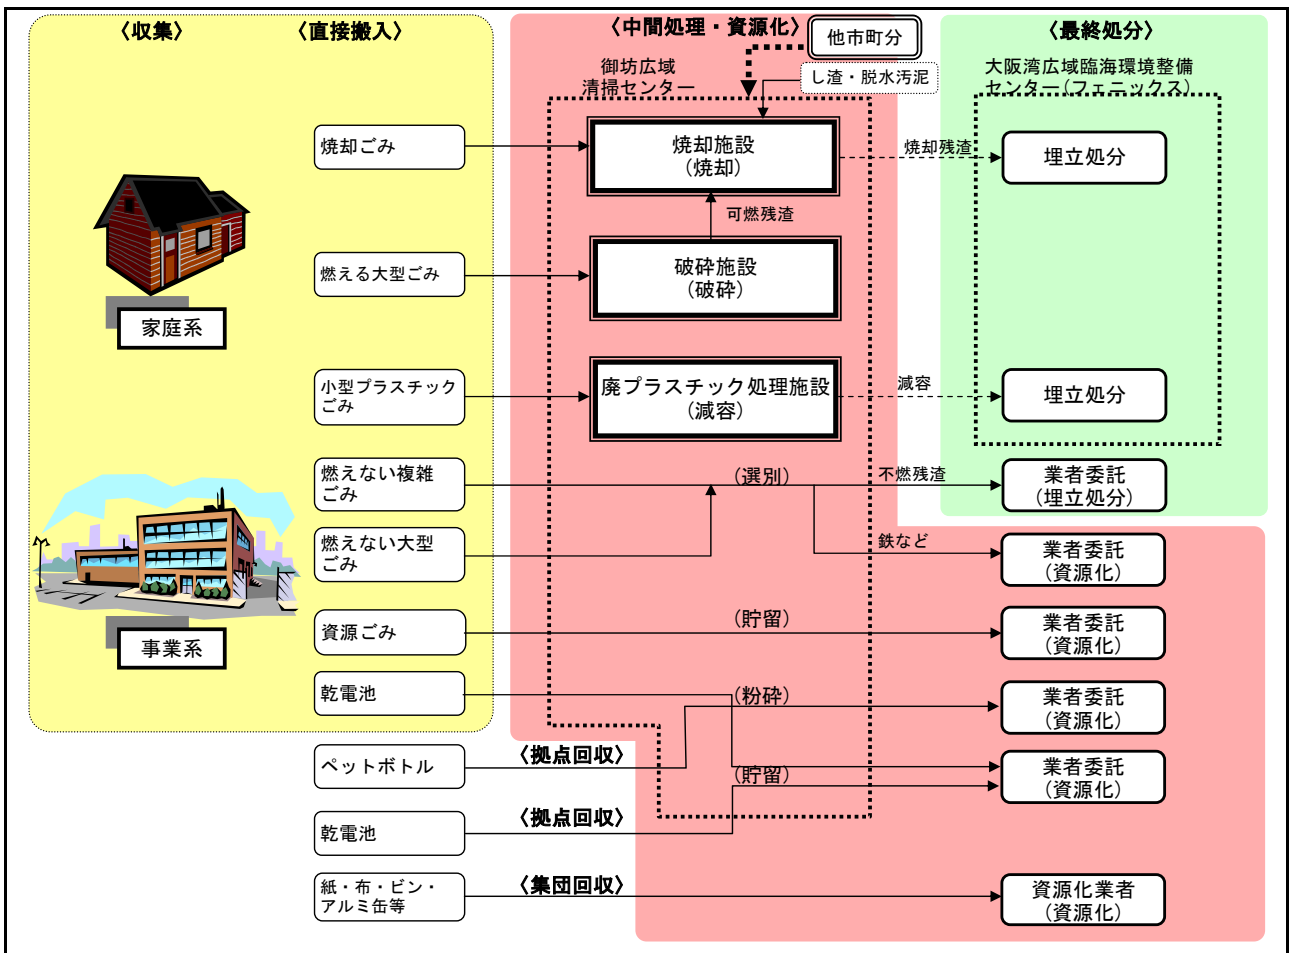 〈収集〉
〈直接搬入〉
〈中間処理・資源化〉
他市町分
〈最終処分〉
御坊広域
清掃センター
し渣・脱水汚泥
大阪湾広域臨海環境整備
センター(フェニックス)
焼却ごみ
焼却施設
(焼却)
焼却残渣
埋立処分
可燃残渣
燃える大型ごみ
破砕施設
(破砕)
家庭系
小型プラスチック
ごみ
廃プラスチック処理施設
(減容)
減容
埋立処分
燃えない複雑
ごみ
(選別)
不燃残渣
業者委託
(埋立処分)
燃えない大型
ごみ
鉄など
業者委託
(資源化)
資源ごみ
(貯留)
業者委託
(資源化)
事業系
乾電池
(粉砕)
業者委託
(資源化)
ペットボトル
〈拠点回収〉
(貯留)
業者委託
(資源化)
乾電池
〈拠点回収〉
紙・布・ビン・
アルミ缶等
〈集団回収〉
資源化業者
(資源化)